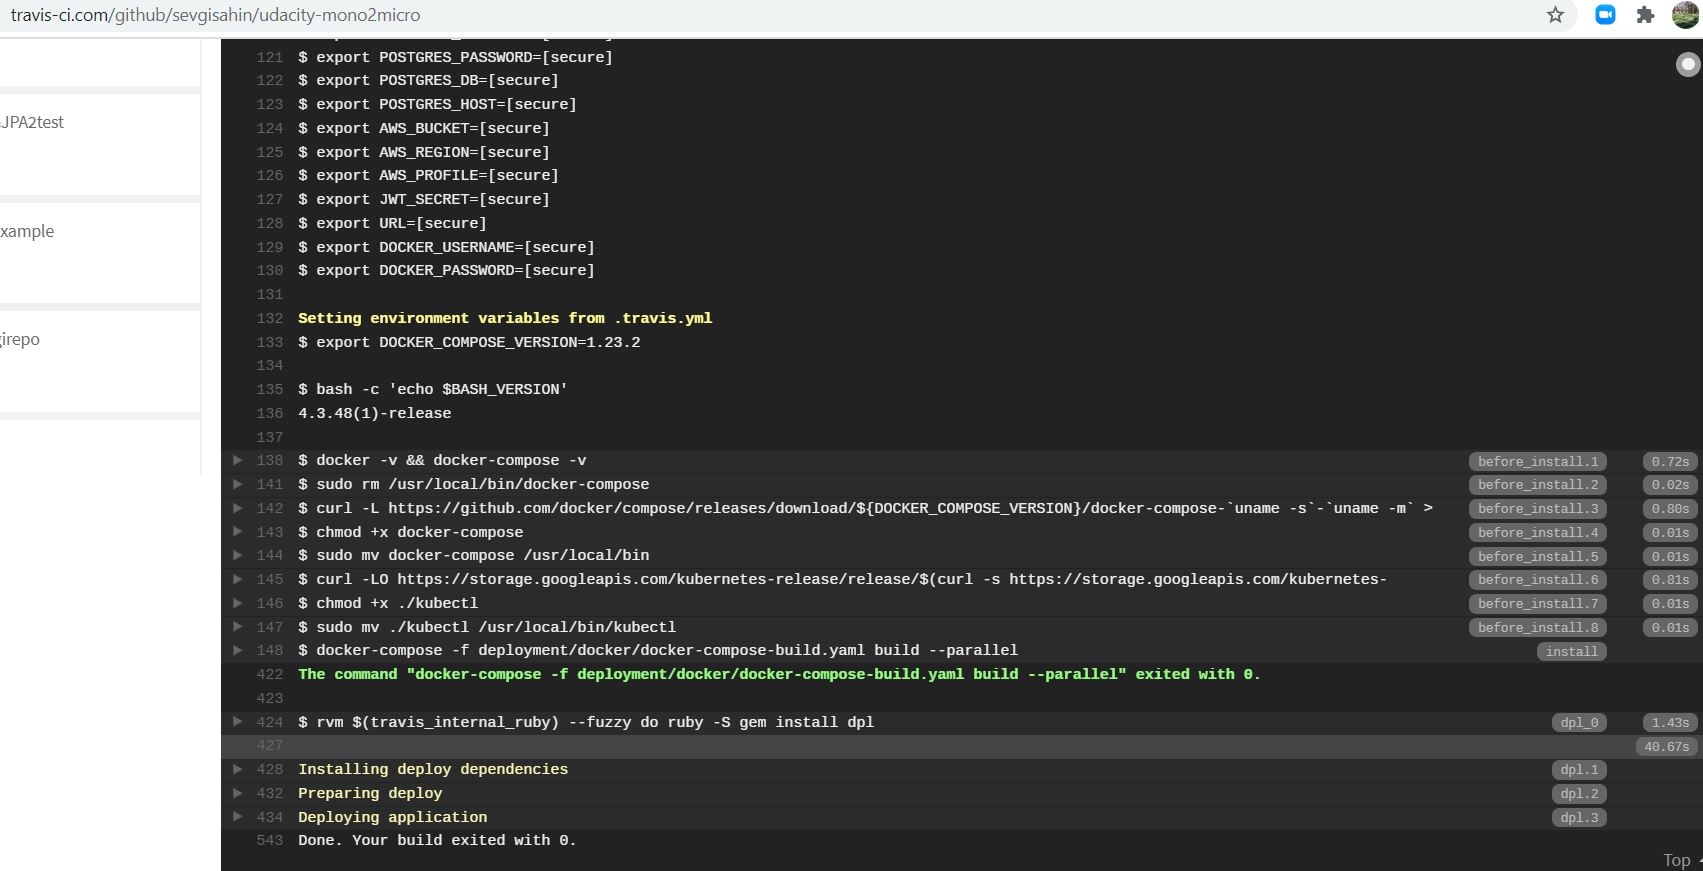 travis-ci.com/github/sevgisahin/udacity-mono2micro
JPA2test
xample
irepo
121 $ export POSTGRES_PASSWORD=[secure]
122 $ export POSTGRES_DB=[secure]
123 $ export POSTGRES_HOST=[secure]
124 $ export AWS_BUCKET=[secure]
125 $ export AWS_REGION=[secure]
126 $ export AWS_PROFILE=[secure]
127 $ export JWT_SECRET=[secure]
128 $ export URL=[secure]
129 $ export DOCKER_USERNAME=[secure]
130 $ export DOCKER_PASSWORD=[secure]
131
132 Setting environment variables from .travis.yml
133 $ export DOCKER_COMPOSE_VERSION=1.23.2
134
135 $ bash -c 'echo $BASH_VERSION'
136 4.3.48(1)-release
137
138 $ docker -v && docker-compose -v before_install.1 0.72s
141 $ sudo rm /usr/local/bin/docker-compose before_install.2 0.02s
142 $ curl -L https://github.com/docker/compose/releases/download/${DOCKER_COMPOSE_VERSION}/docker-compose-`uname -s`-`uname -m` > before_install.3 0.80s
143 $ chmod +x docker-compose before_install.4 0.01s
144 $ sudo mv docker-compose /usr/local/bin before_install.5 0.01s
145 $ curl -LO https://storage.googleapis.com/kubernetes-release/release/$(curl -s https://storage.googleapis.com/kubernetes- before_install.6 0.81s
146 $ chmod +x ./kubectl before_install.7 0.01s
147 $ sudo mv ./kubectl /usr/local/bin/kubectl before_install.8 0.01s
148 $ docker-compose -f deployment/docker/docker-compose-build.yaml build --parallel install
422 The command "docker-compose -f deployment/docker/docker-compose-build.yaml build --parallel" exited with 0.
423
424 $ rvm $(travis_internal_ruby) --fuzzy do ruby -S gem install dpl dpl_0 1.43s
427 40.67s
428 Installing deploy dependencies dpl.1
432 Preparing deploy dpl.2
434 Deploying application dpl.3
543 Done. Your build exited with 0.
Top